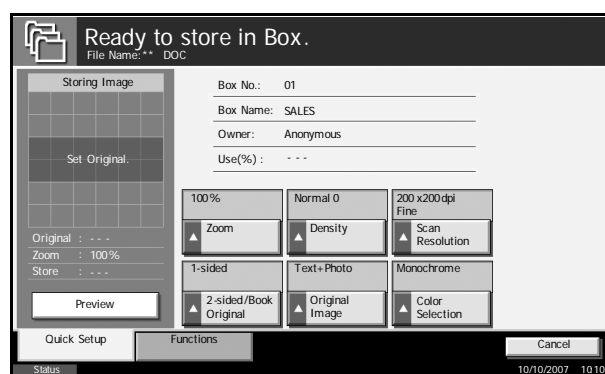 Ready to store in Box.
File Name:** DOC
Storing Image
Set Original.
Original : ---
Zoom : 100%
Store : ---
Preview
Box No.: 01
Box Name: SALES
Owner: Anonymous
Use(%) : ---
100%
Zoom
Normal 0
Density
200x200dpi
Fine
Scan
Resolution
1-sided
2-sided/Book
Original
Text+Photo
Original
Image
Monochrome
Color
Selection
Quick Setup
Functions
Cancel
Status
10/10/2007 10:10